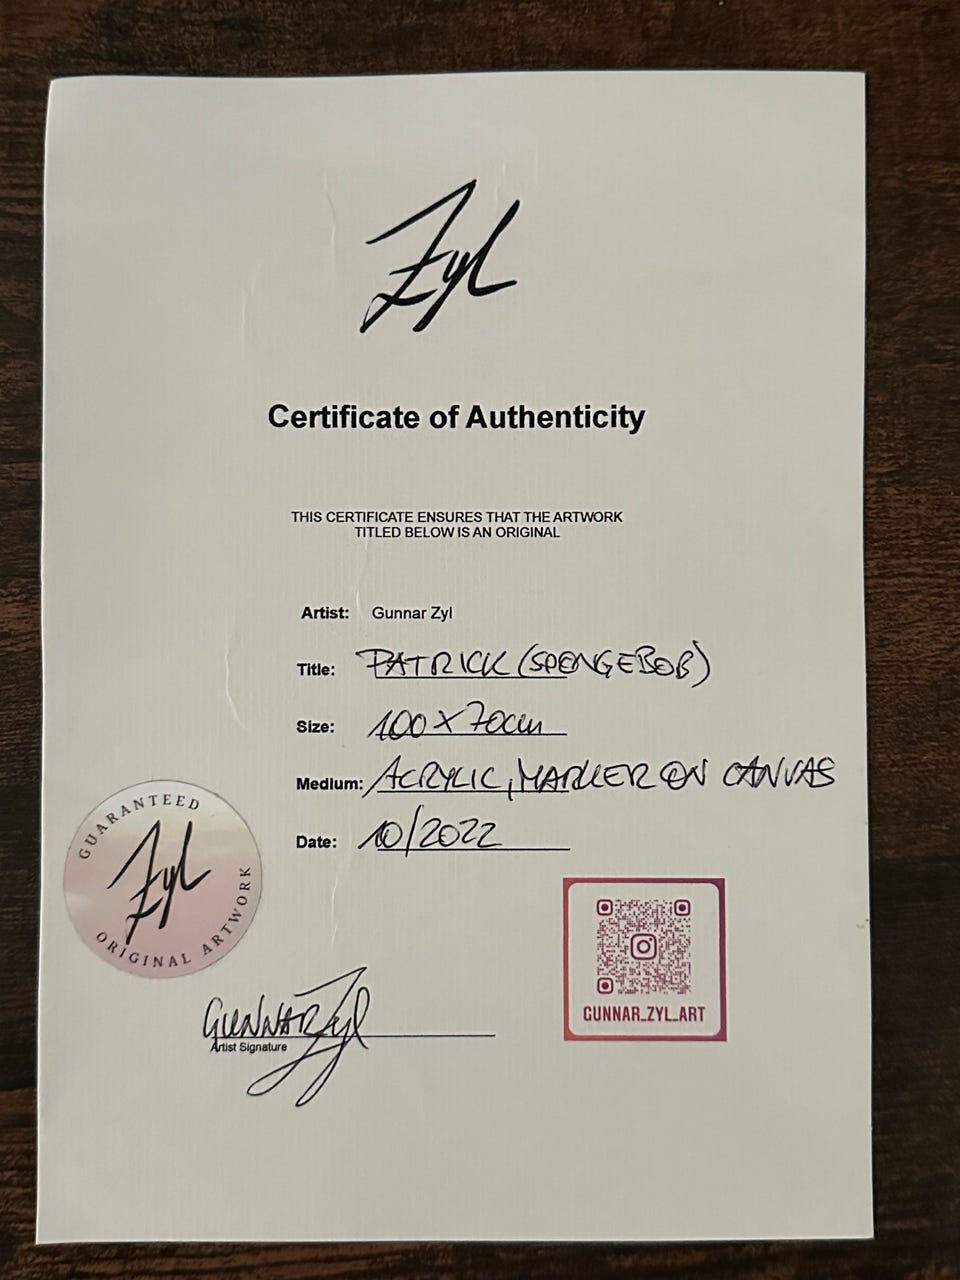 Zyl
Certificate of Authenticity
THIS CERTIFICATE ENSURES THAT THE ARTWORK
TITLED BELOW IS AN ORIGINAL
Artist: Gunnar Zyl
Title: PATRICK (SPONGEBOB)
Size: 100 x 70cm
Medium: ACRYLIC, MARKER ON CANVAS
Date: 10/2022
GUARANTEED
Zyl
ORIGINAL ARTWORK
GUNNAR Zyl
Artist Signature
GUNNAR_ZYL_ART